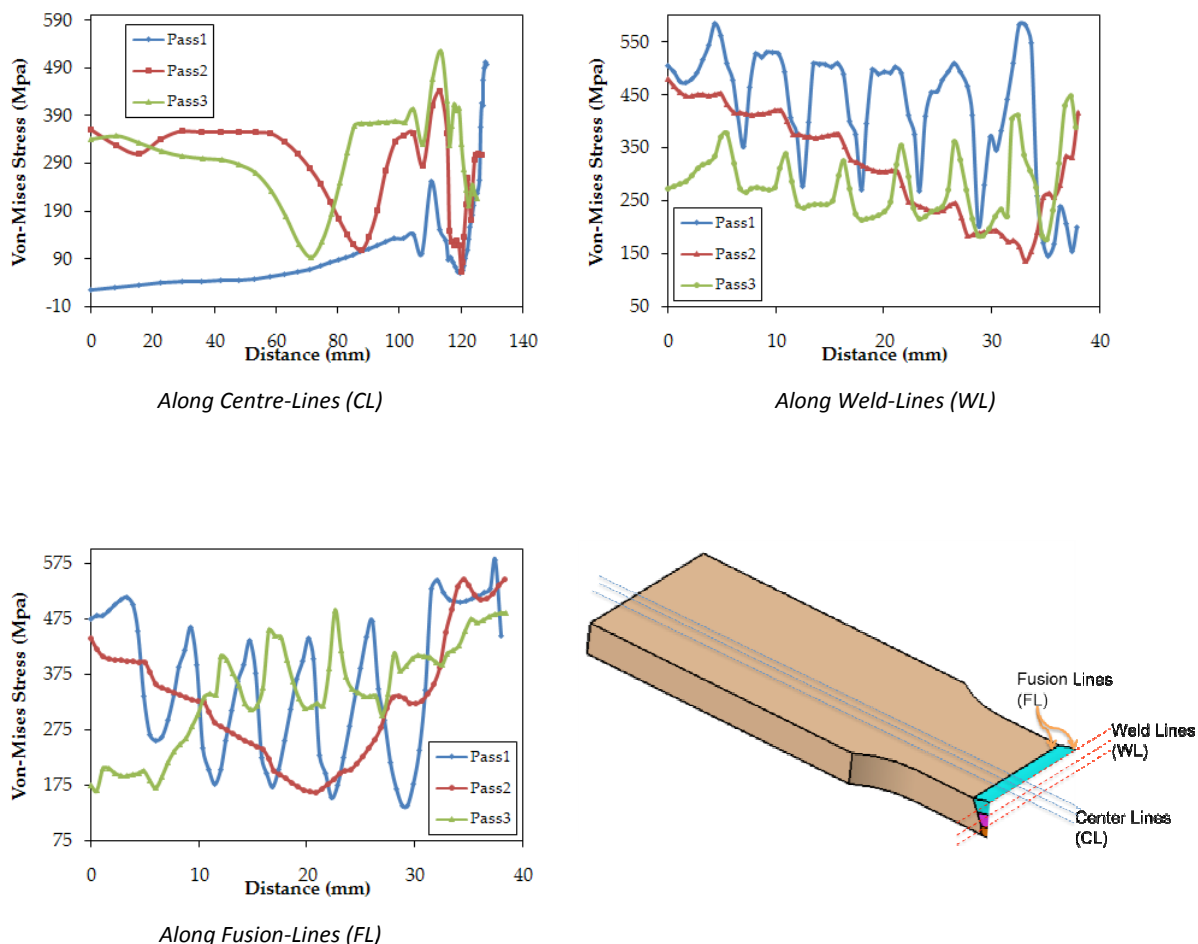 590
490
390
290
190
90
-10
Von-Mises Stress (Mpa)
Pass1
Pass2
Pass3
0 20 40 60 80 100 120 140
Distance (mm)
Along Centre-Lines (CL)
550
450
350
250
150
50
Von-Mises Stress (Mpa)
Pass1
Pass2
Pass3
0 10 20 30 40
Distance (mm)
Along Weld-Lines (WL)
575
475
375
275
175
75
Von-Mises Stress (Mpa)
Pass1
Pass2
Pass3
0 10 20 30 40
Distance (mm)
Along Fusion-Lines (FL)
Fusion Lines
(FL)
Weld Lines
(WL)
Center Lines
(CL)